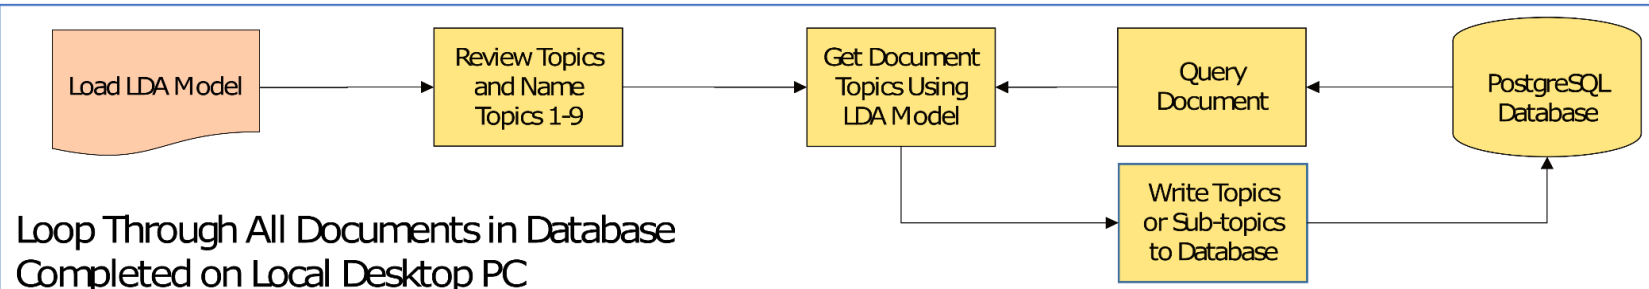 Load LDA Model
Review Topics
and Name
Topics 1-9
Get Document
Topics Using
LDA Model
Query
Document
PostgreSQL
Database
Write Topics
or Sub-topics
to Database
Loop Through All Documents in Database
Completed on Local Desktop PC